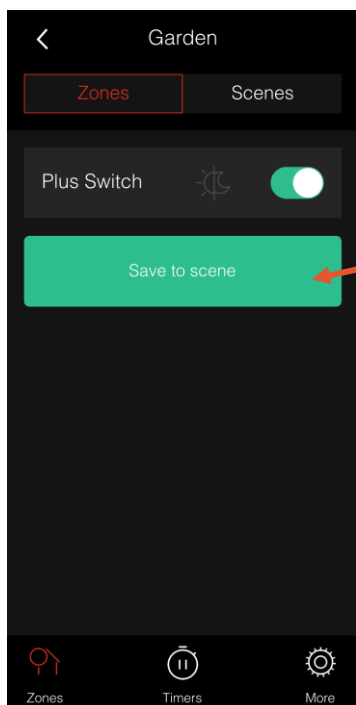 Garden
Zones Scenes
Plus Switch
Save to scene
Zones Timers More